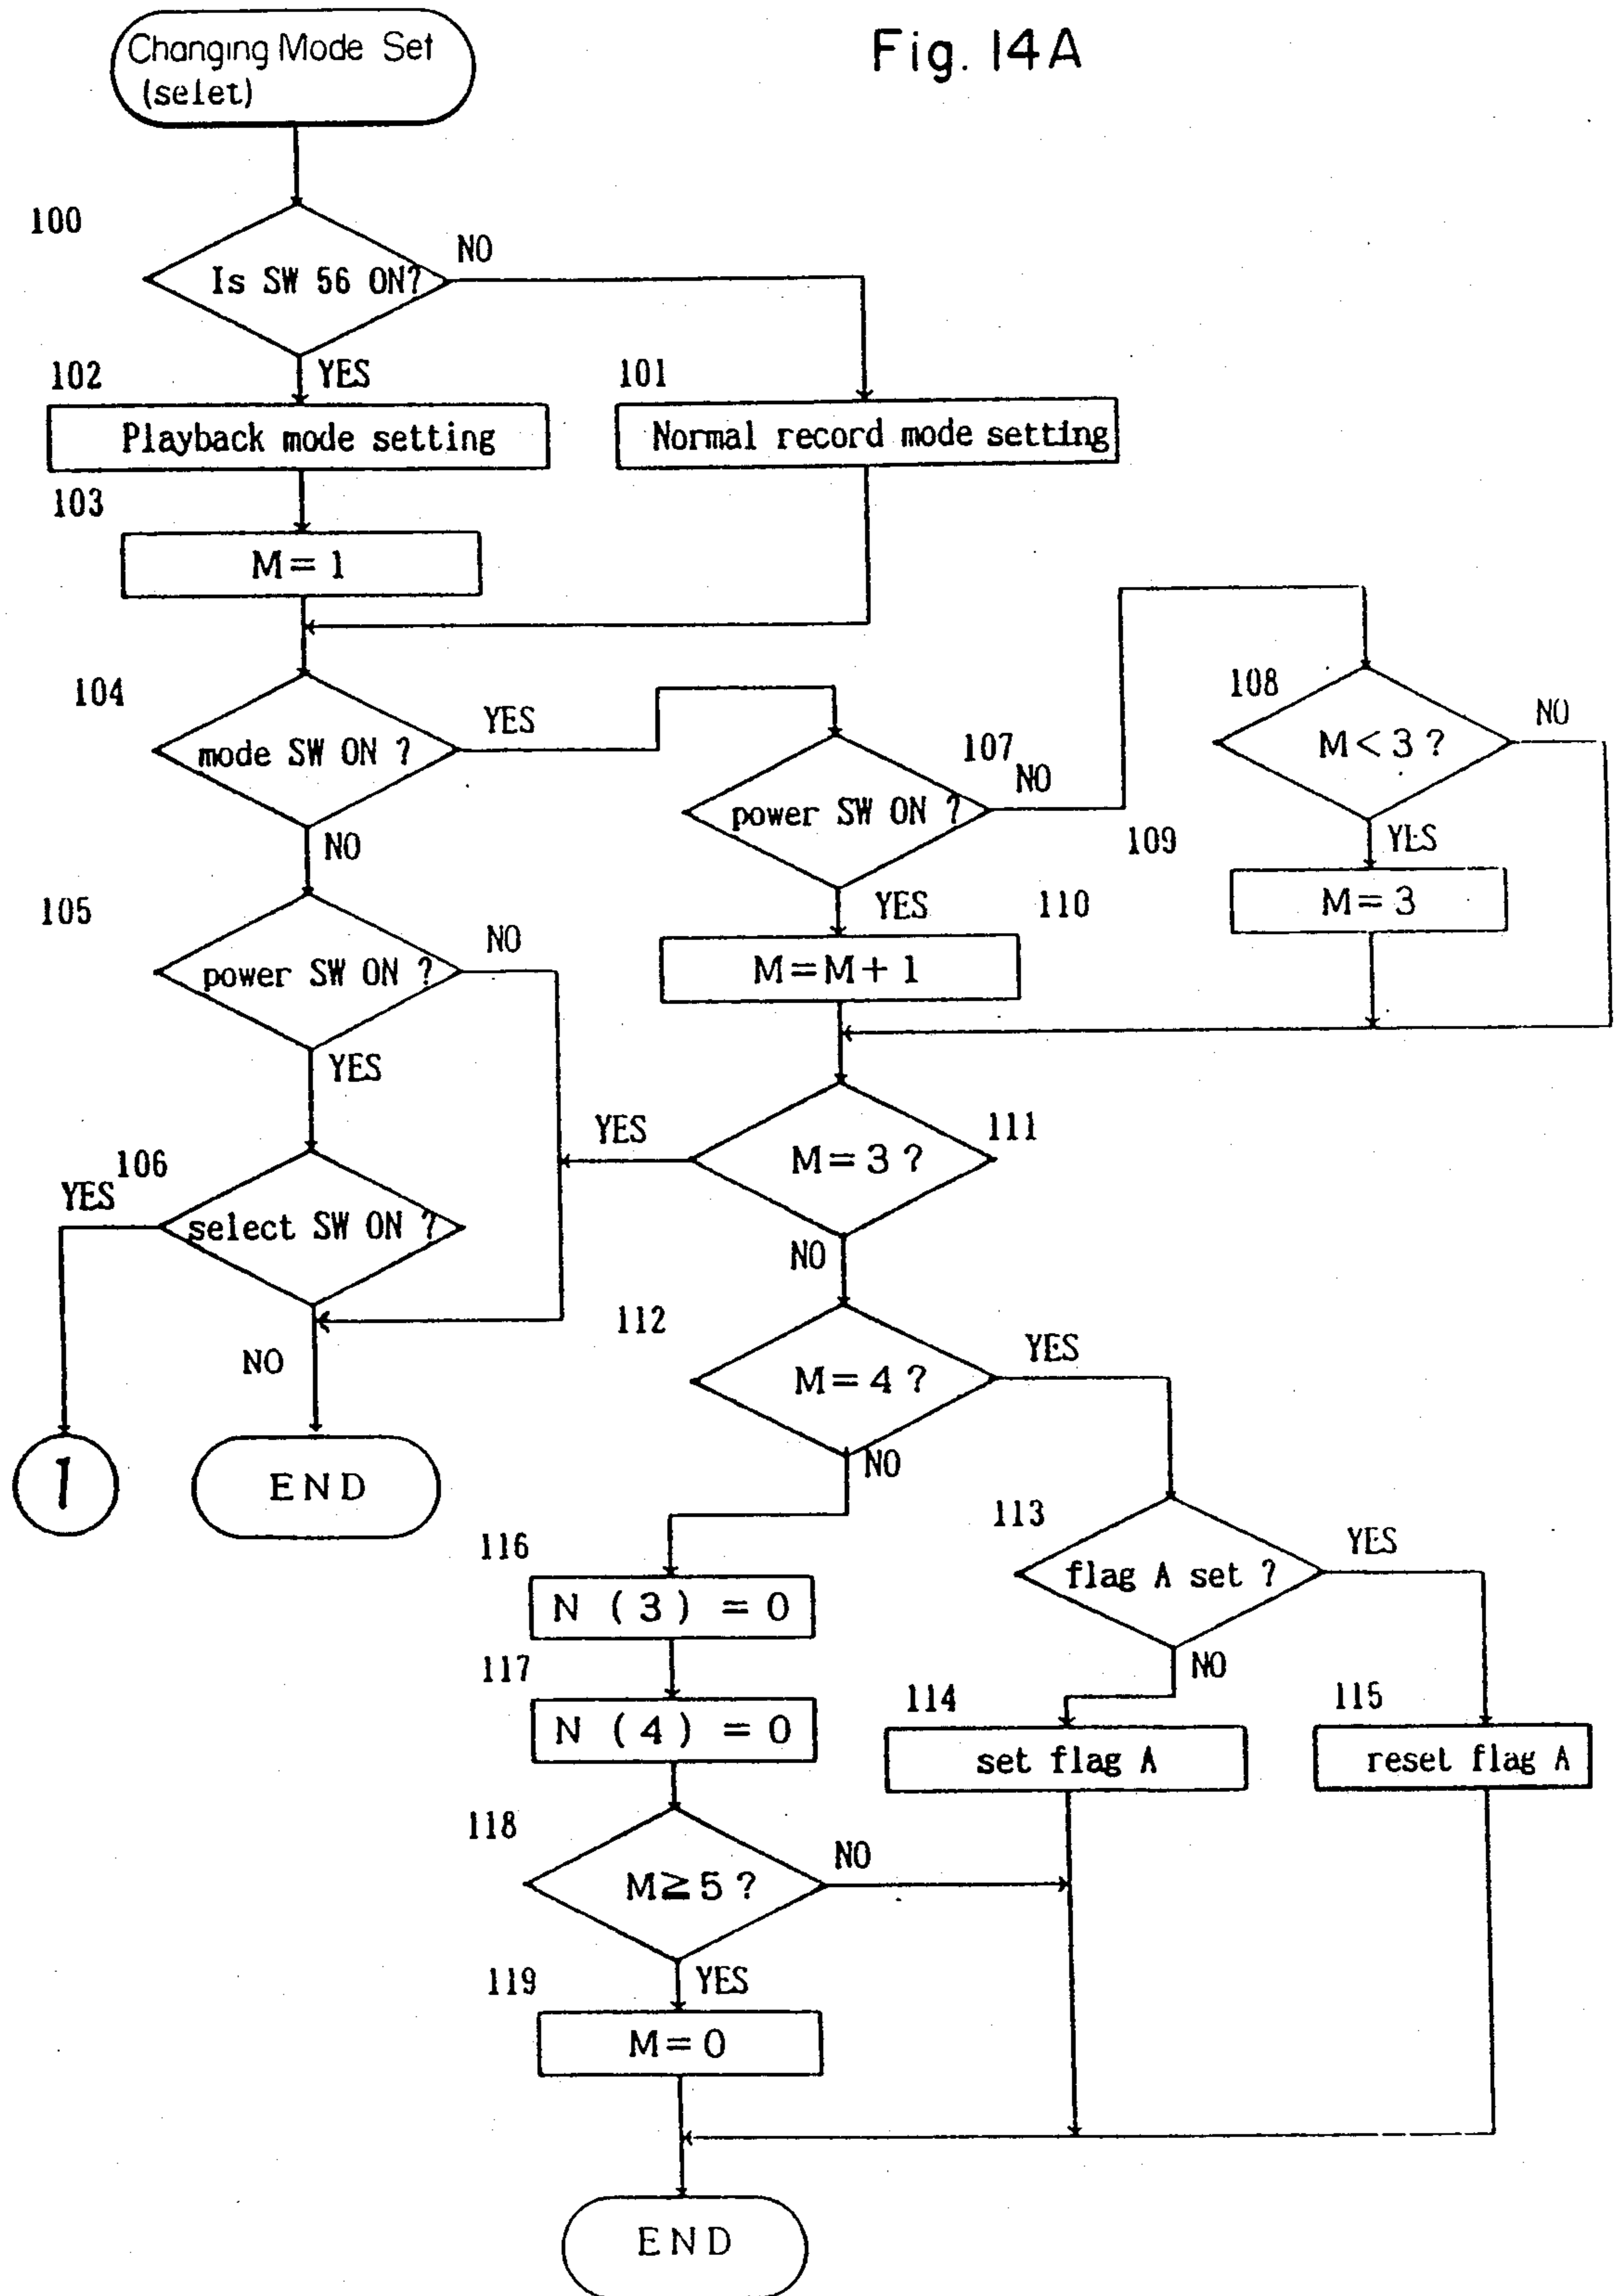 Fig. 14A
Changing Mode Set
(selet)
100
Is SW 56 ON?
NO
YES
102
Playback mode setting
101
Normal record mode setting
103
M=1
104
mode SW ON ?
YES
NO
107
power SW ON ?
NO
YES
108
M<3 ?
NO
YES
109
M=3
105
power SW ON ?
NO
YES
110
M=M+1
106
select SW ON ?
YES
NO
111
M=3 ?
YES
NO
1
END
112
M=4 ?
YES
NO
113
flag A set ?
YES
NO
116
N (3) = 0
117
N (4) = 0
114
set flag A
115
reset flag A
118
M≧5 ?
NO
YES
119
M=0
END